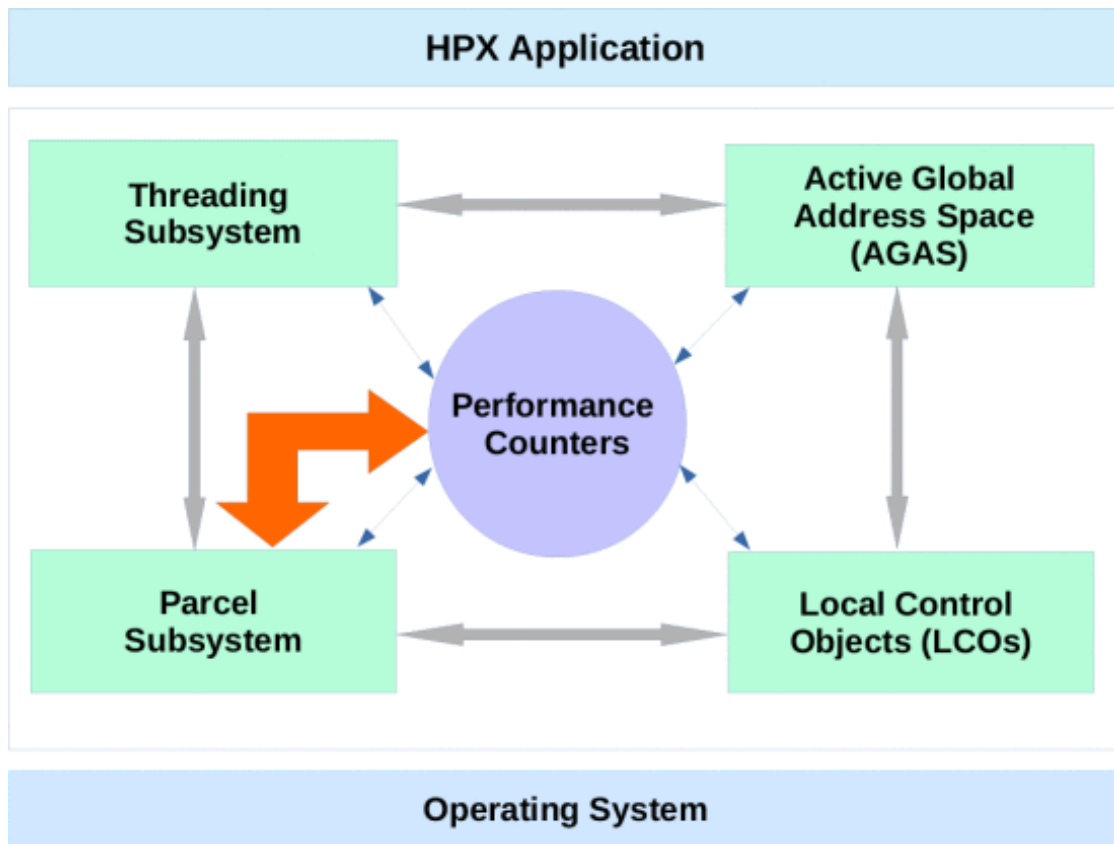 HPX Application
Threading
Subsystem
Active Global
Address Space
(AGAS)
Performance
Counters
Parcel
Subsystem
Local Control
Objects (LCOs)
Operating System